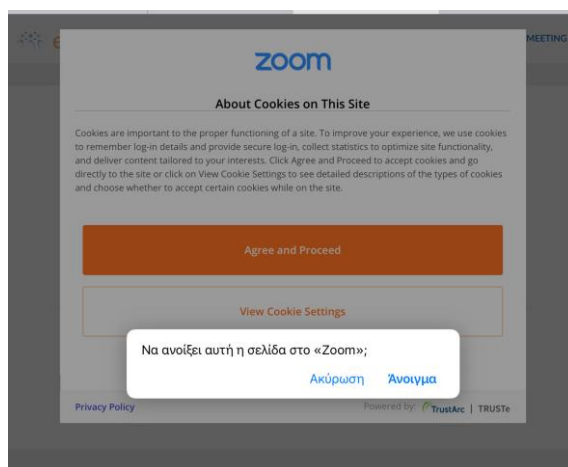 e
MEETING
zoom
About Cookies on This Site
Cookies are important to the proper functioning of a site. To improve your experience, we use cookies
to remember log-in details and provide secure log-in, collect statistics to optimize site functionality,
and deliver content tailored to your interests. Click Agree and Proceed to accept cookies and go
directly to the site or click on View Cookie Settings to see detailed descriptions of the types of cookies
and choose whether to accept certain cookies while on the site.
Agree and Proceed
View Cookie Settings
Να ανοίξει αυτή η σελίδα στο «Zoom»;
Ακύρωση Άνοιγμα
Privacy Policy
Powered by: TrustArc | TRUSTe